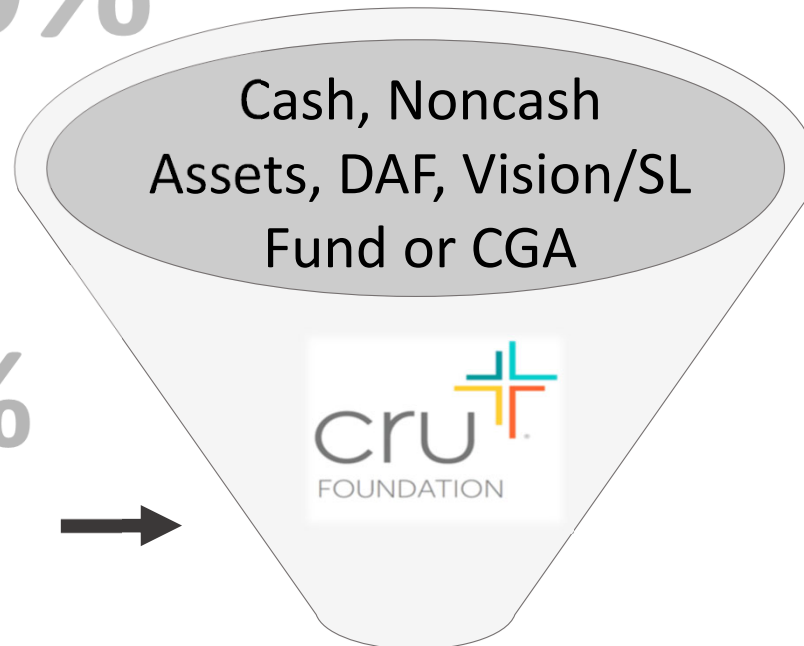 %
Cash, Noncash
Assets, DAF, Vision/SL
Fund or CGA
%
cru
FOUNDATION